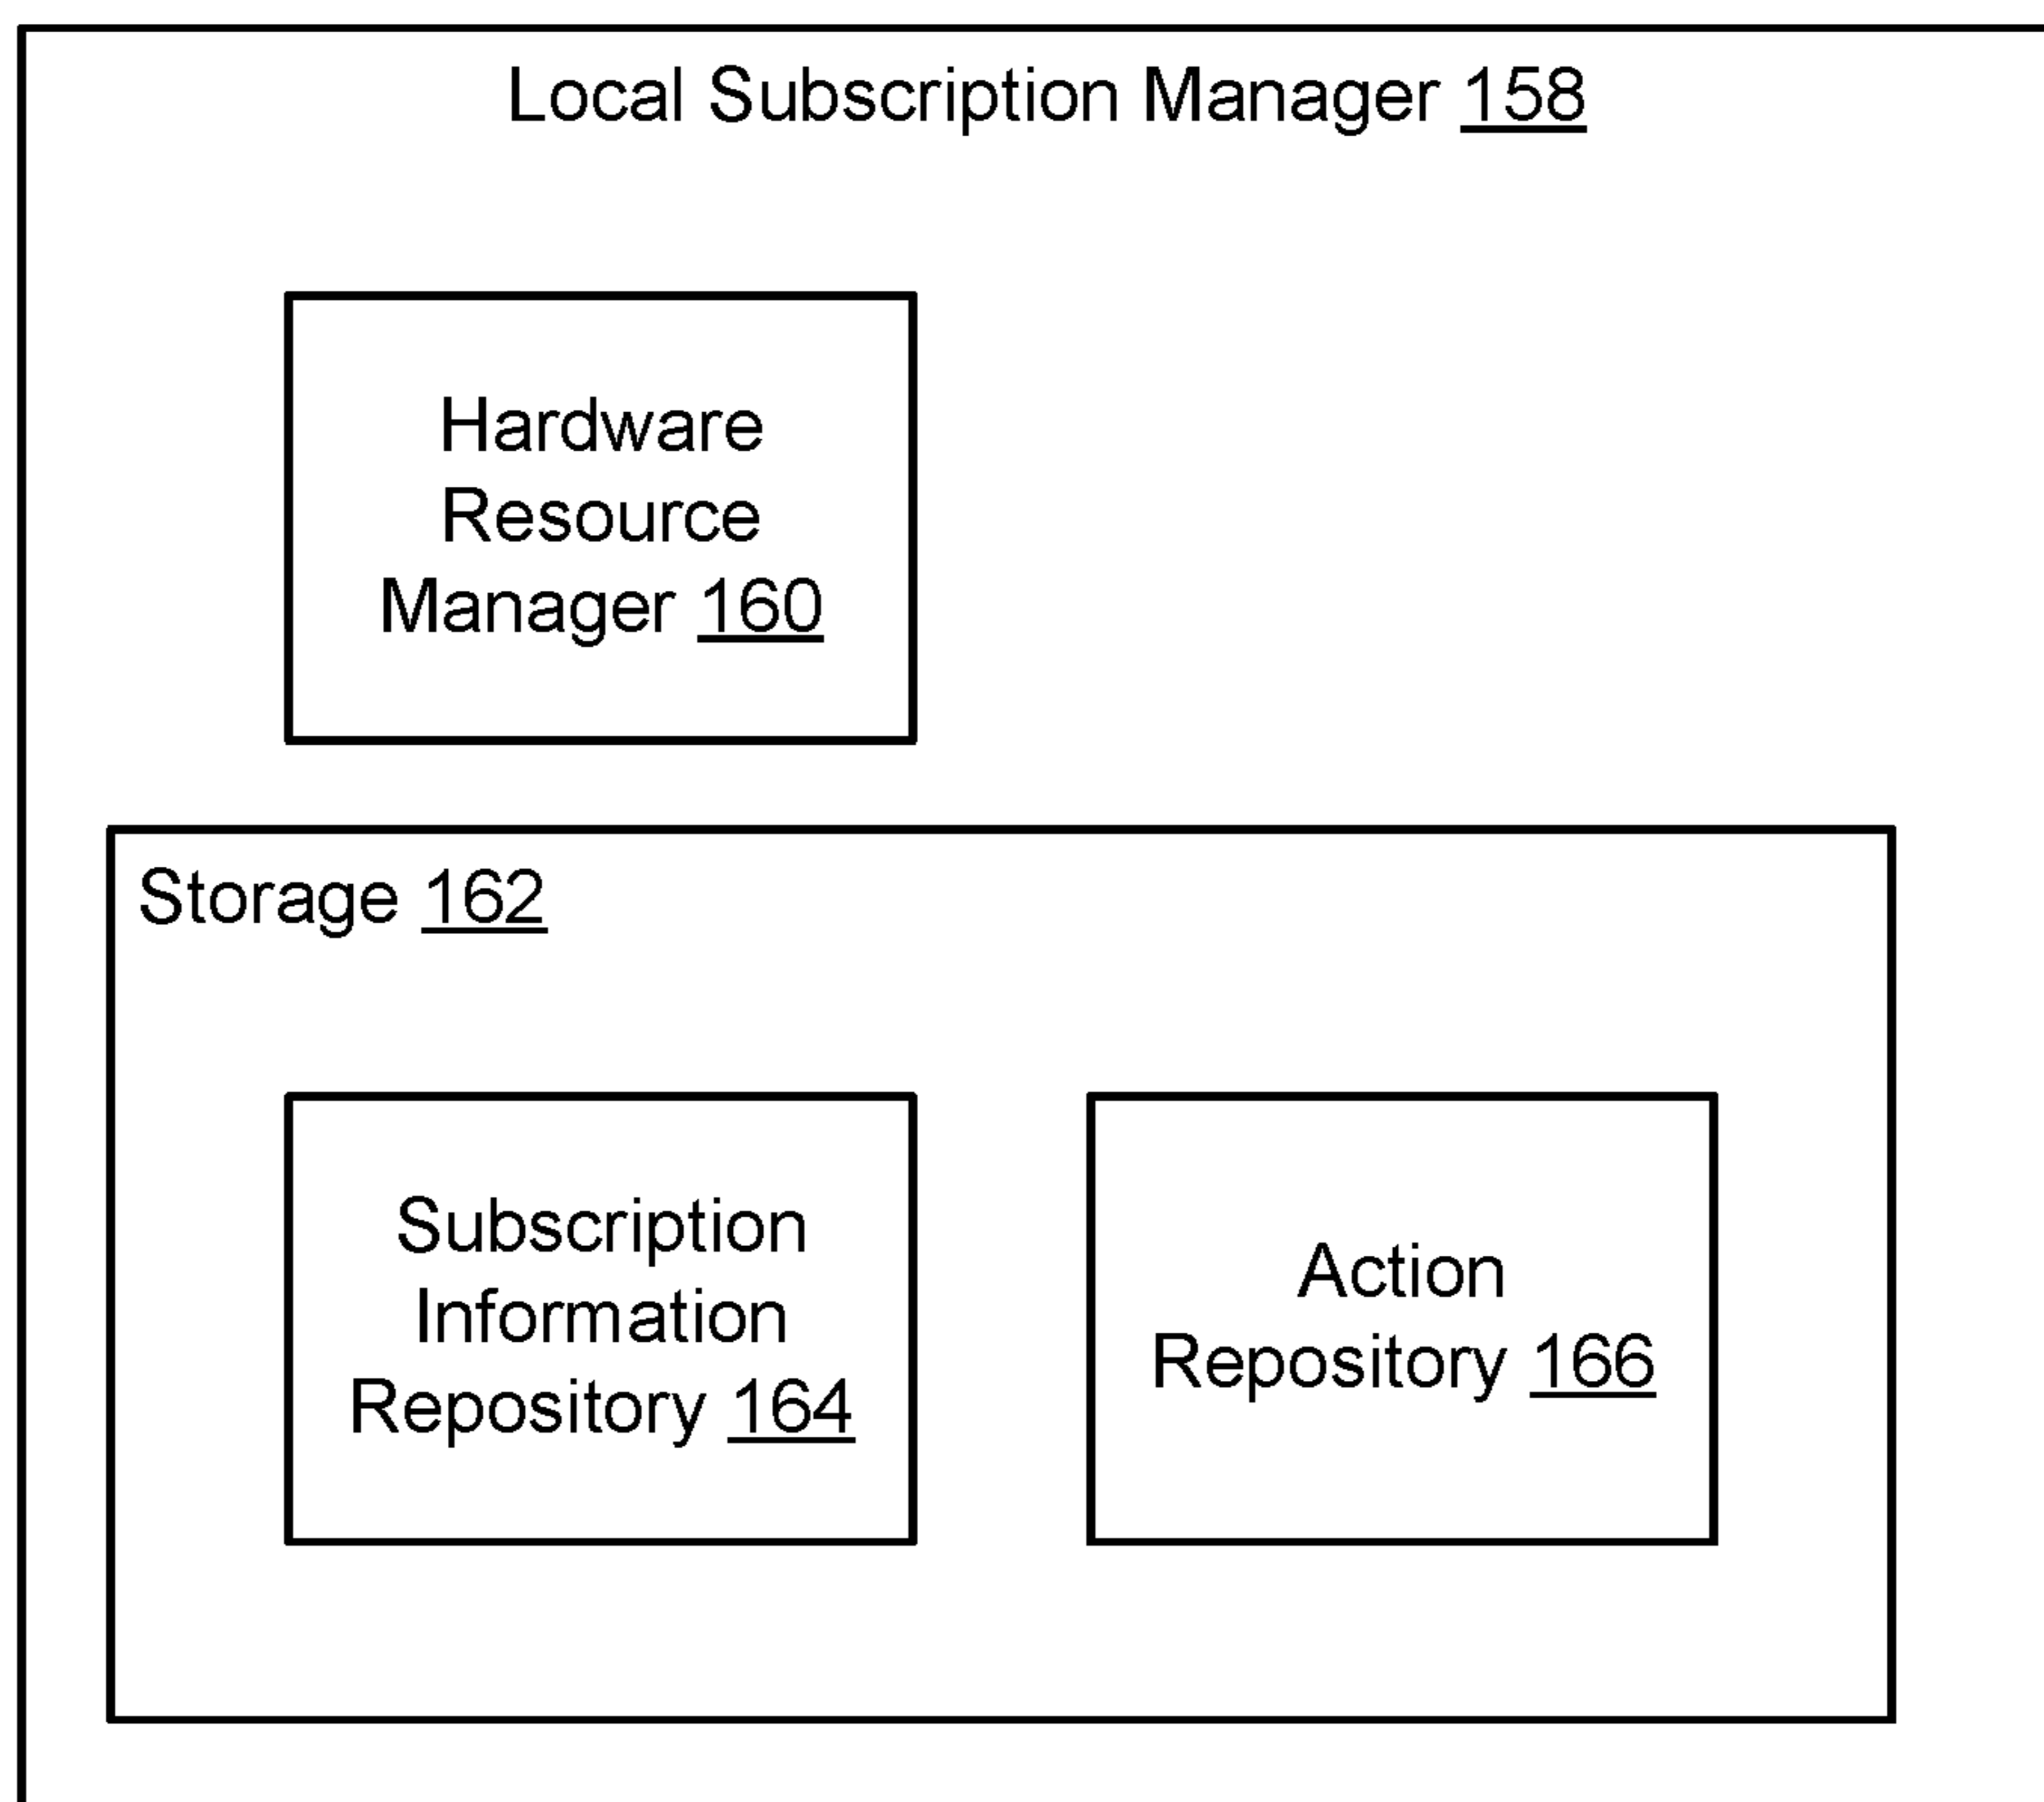 Local Subscription Manager 158
Hardware
Resource
Manager 160
Storage 162
Subscription
Information
Repository 164
Action
Repository 166